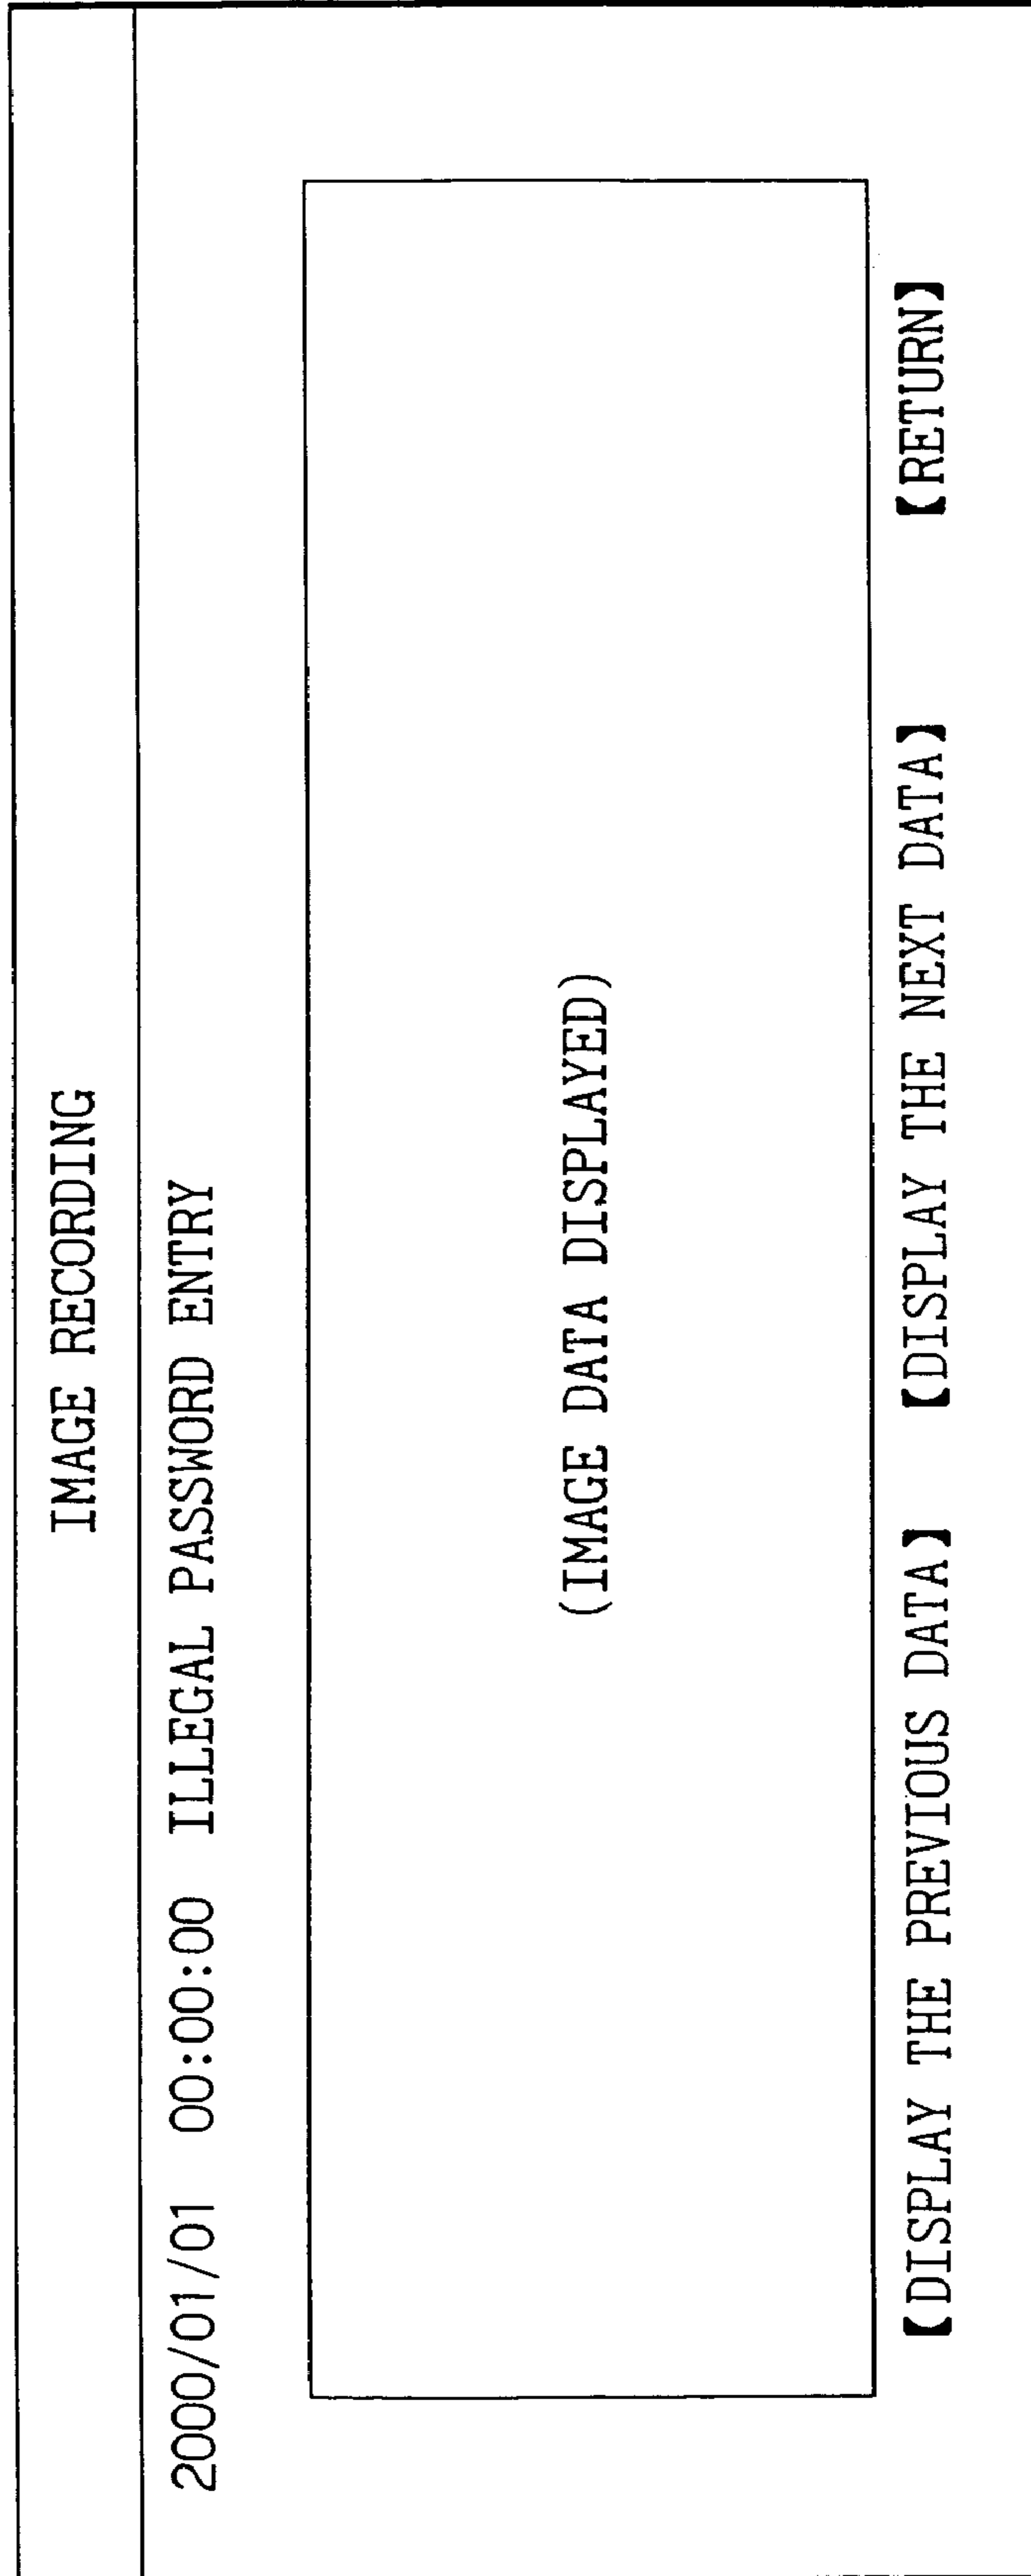 IMAGE RECORDING
2000/01/01 00:00:00 ILLEGAL PASSWORD ENTRY
(IMAGE DATA DISPLAYED)
【DISPLAY THE PREVIOUS DATA】 【DISPLAY THE NEXT DATA】 【RETURN】